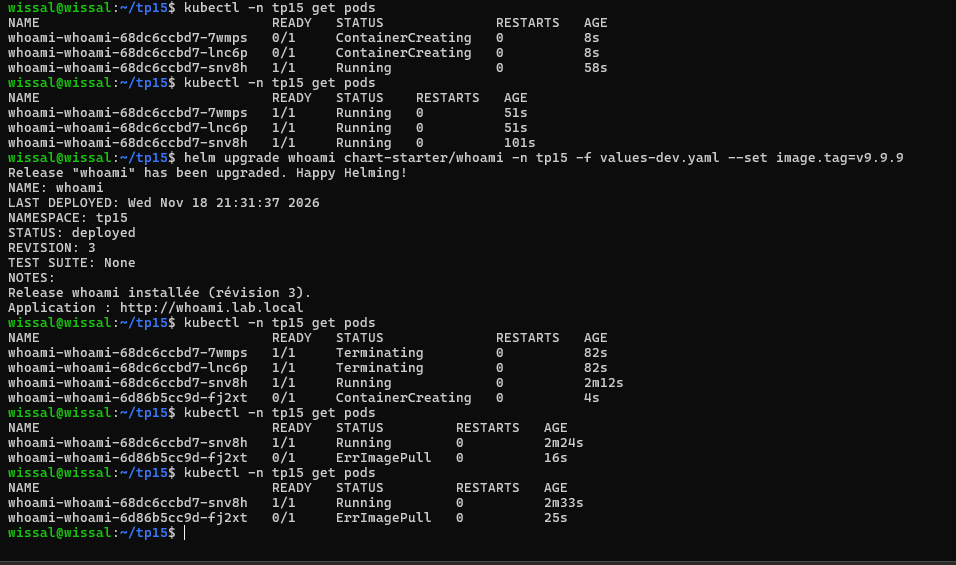 wissal@wissal:~/tp15$ kubectl -n tp15 get pods
NAME                             READY   STATUS              RESTARTS   AGE
whoami-whoami-68dc6ccbd7-7wmps   0/1     ContainerCreating   0          8s
whoami-whoami-68dc6ccbd7-lnc6p   0/1     ContainerCreating   0          8s
whoami-whoami-68dc6ccbd7-snv8h   1/1     Running             0          58s
wissal@wissal:~/tp15$ kubectl -n tp15 get pods
NAME                             READY   STATUS    RESTARTS   AGE
whoami-whoami-68dc6ccbd7-7wmps   1/1     Running   0          51s
whoami-whoami-68dc6ccbd7-lnc6p   1/1     Running   0          51s
whoami-whoami-68dc6ccbd7-snv8h   1/1     Running   0          101s
wissal@wissal:~/tp15$ helm upgrade whoami chart-starter/whoami -n tp15 -f values-dev.yaml --set image.tag=v9.9.9
Release "whoami" has been upgraded. Happy Helming!
NAME: whoami
LAST DEPLOYED: Wed Nov 18 21:31:37 2026
NAMESPACE: tp15
STATUS: deployed
REVISION: 3
TEST SUITE: None
NOTES:
Release whoami installée (révision 3).
Application : http://whoami.lab.local
wissal@wissal:~/tp15$ kubectl -n tp15 get pods
NAME                             READY   STATUS              RESTARTS   AGE
whoami-whoami-68dc6ccbd7-7wmps   1/1     Terminating         0          82s
whoami-whoami-68dc6ccbd7-lnc6p   1/1     Terminating         0          82s
whoami-whoami-68dc6ccbd7-snv8h   1/1     Running             0          2m12s
whoami-whoami-6d86b5cc9d-fj2xt   0/1     ContainerCreating   0          4s
wissal@wissal:~/tp15$ kubectl -n tp15 get pods
NAME                             READY   STATUS         RESTARTS   AGE
whoami-whoami-68dc6ccbd7-snv8h   1/1     Running        0          2m24s
whoami-whoami-6d86b5cc9d-fj2xt   0/1     ErrImagePull   0          16s
wissal@wissal:~/tp15$ kubectl -n tp15 get pods
NAME                             READY   STATUS         RESTARTS   AGE
whoami-whoami-68dc6ccbd7-snv8h   1/1     Running        0          2m33s
whoami-whoami-6d86b5cc9d-fj2xt   0/1     ErrImagePull   0          25s
wissal@wissal:~/tp15$